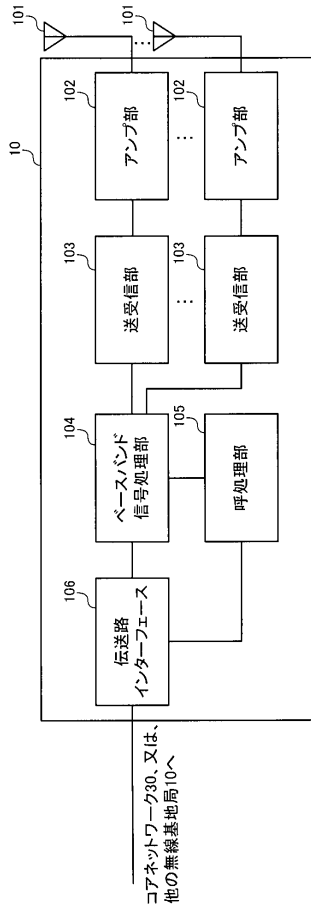 10
101
101
102
アンプ部
102
アンプ部
103
送受信部
103
送受信部
104
ベースバンド
信号処理部
105
呼処理部
106
伝送路
インターフェース
コアネットワーク30、又は、
他の無線基地局10へ